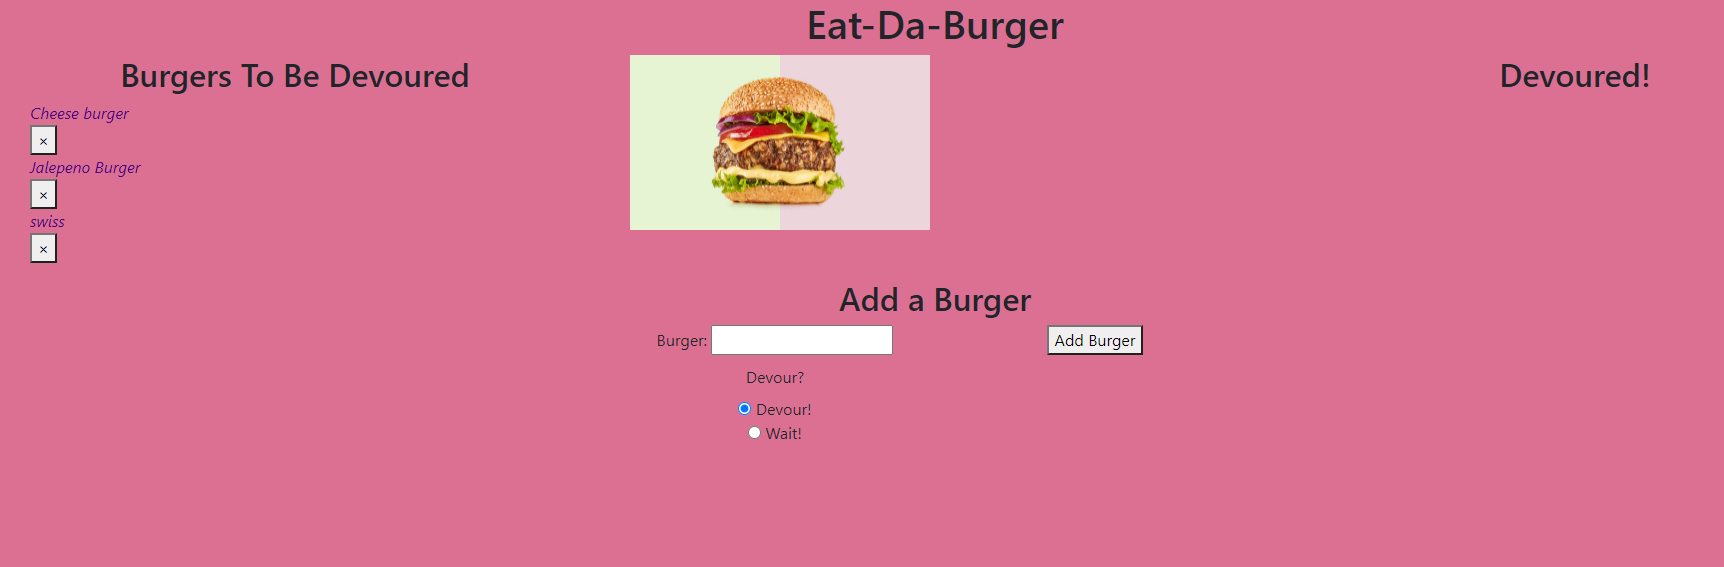 Eat-Da-Burger
Burgers To Be Devoured
Devoured!
Cheese burger
×
Jalepeno Burger
×
swiss
×
Add a Burger
Burger:
Add Burger
Devour?
Devour!
Wait!